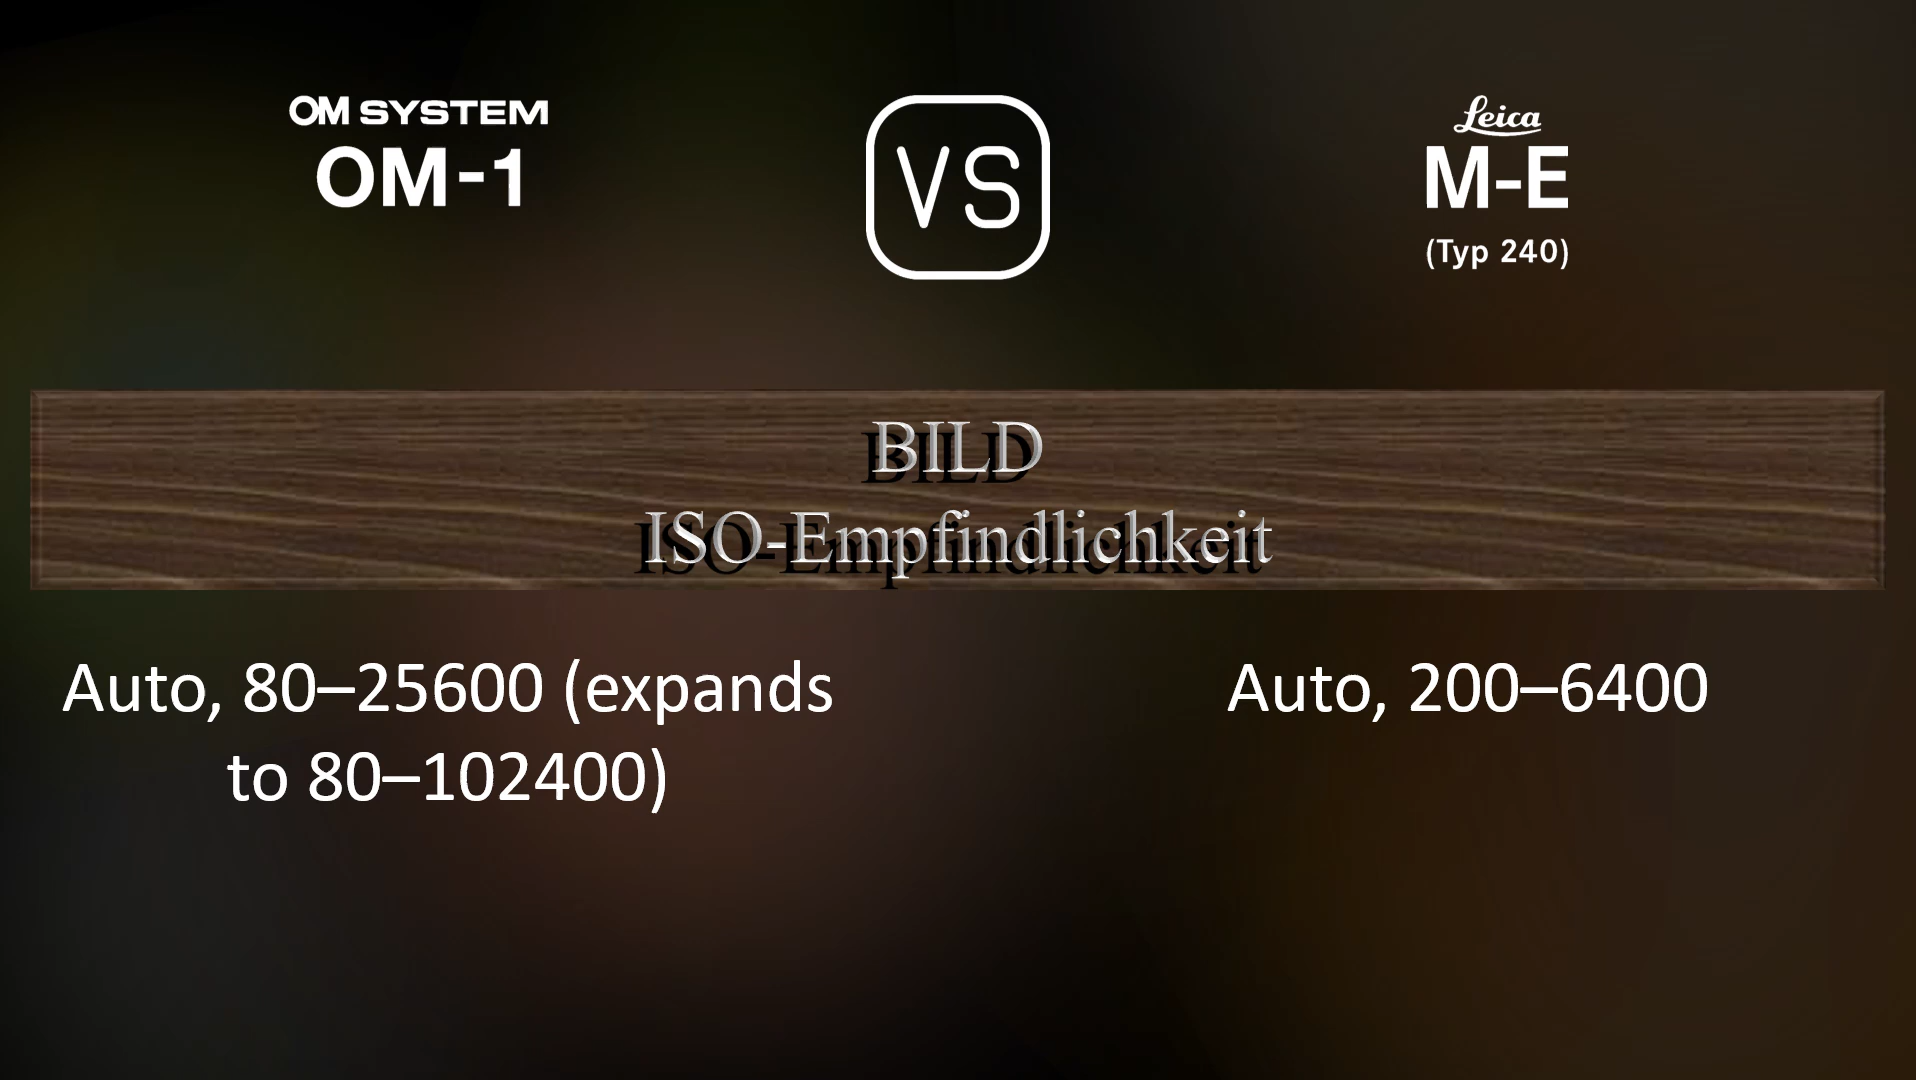 OM SYSTEM
OM-1
VS
Leica
M-E
(Typ 240)
BILD
ISO-Empfindlichkeit
Auto, 80–25600 (expands
to 80–102400)
Auto, 200–6400